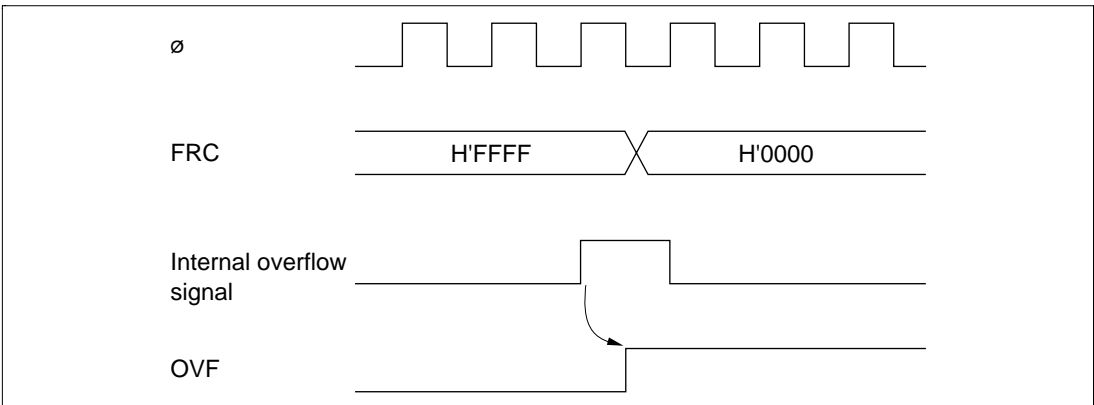 ø
FRC
H'FFFF
H'0000
Internal overflow
signal
OVF